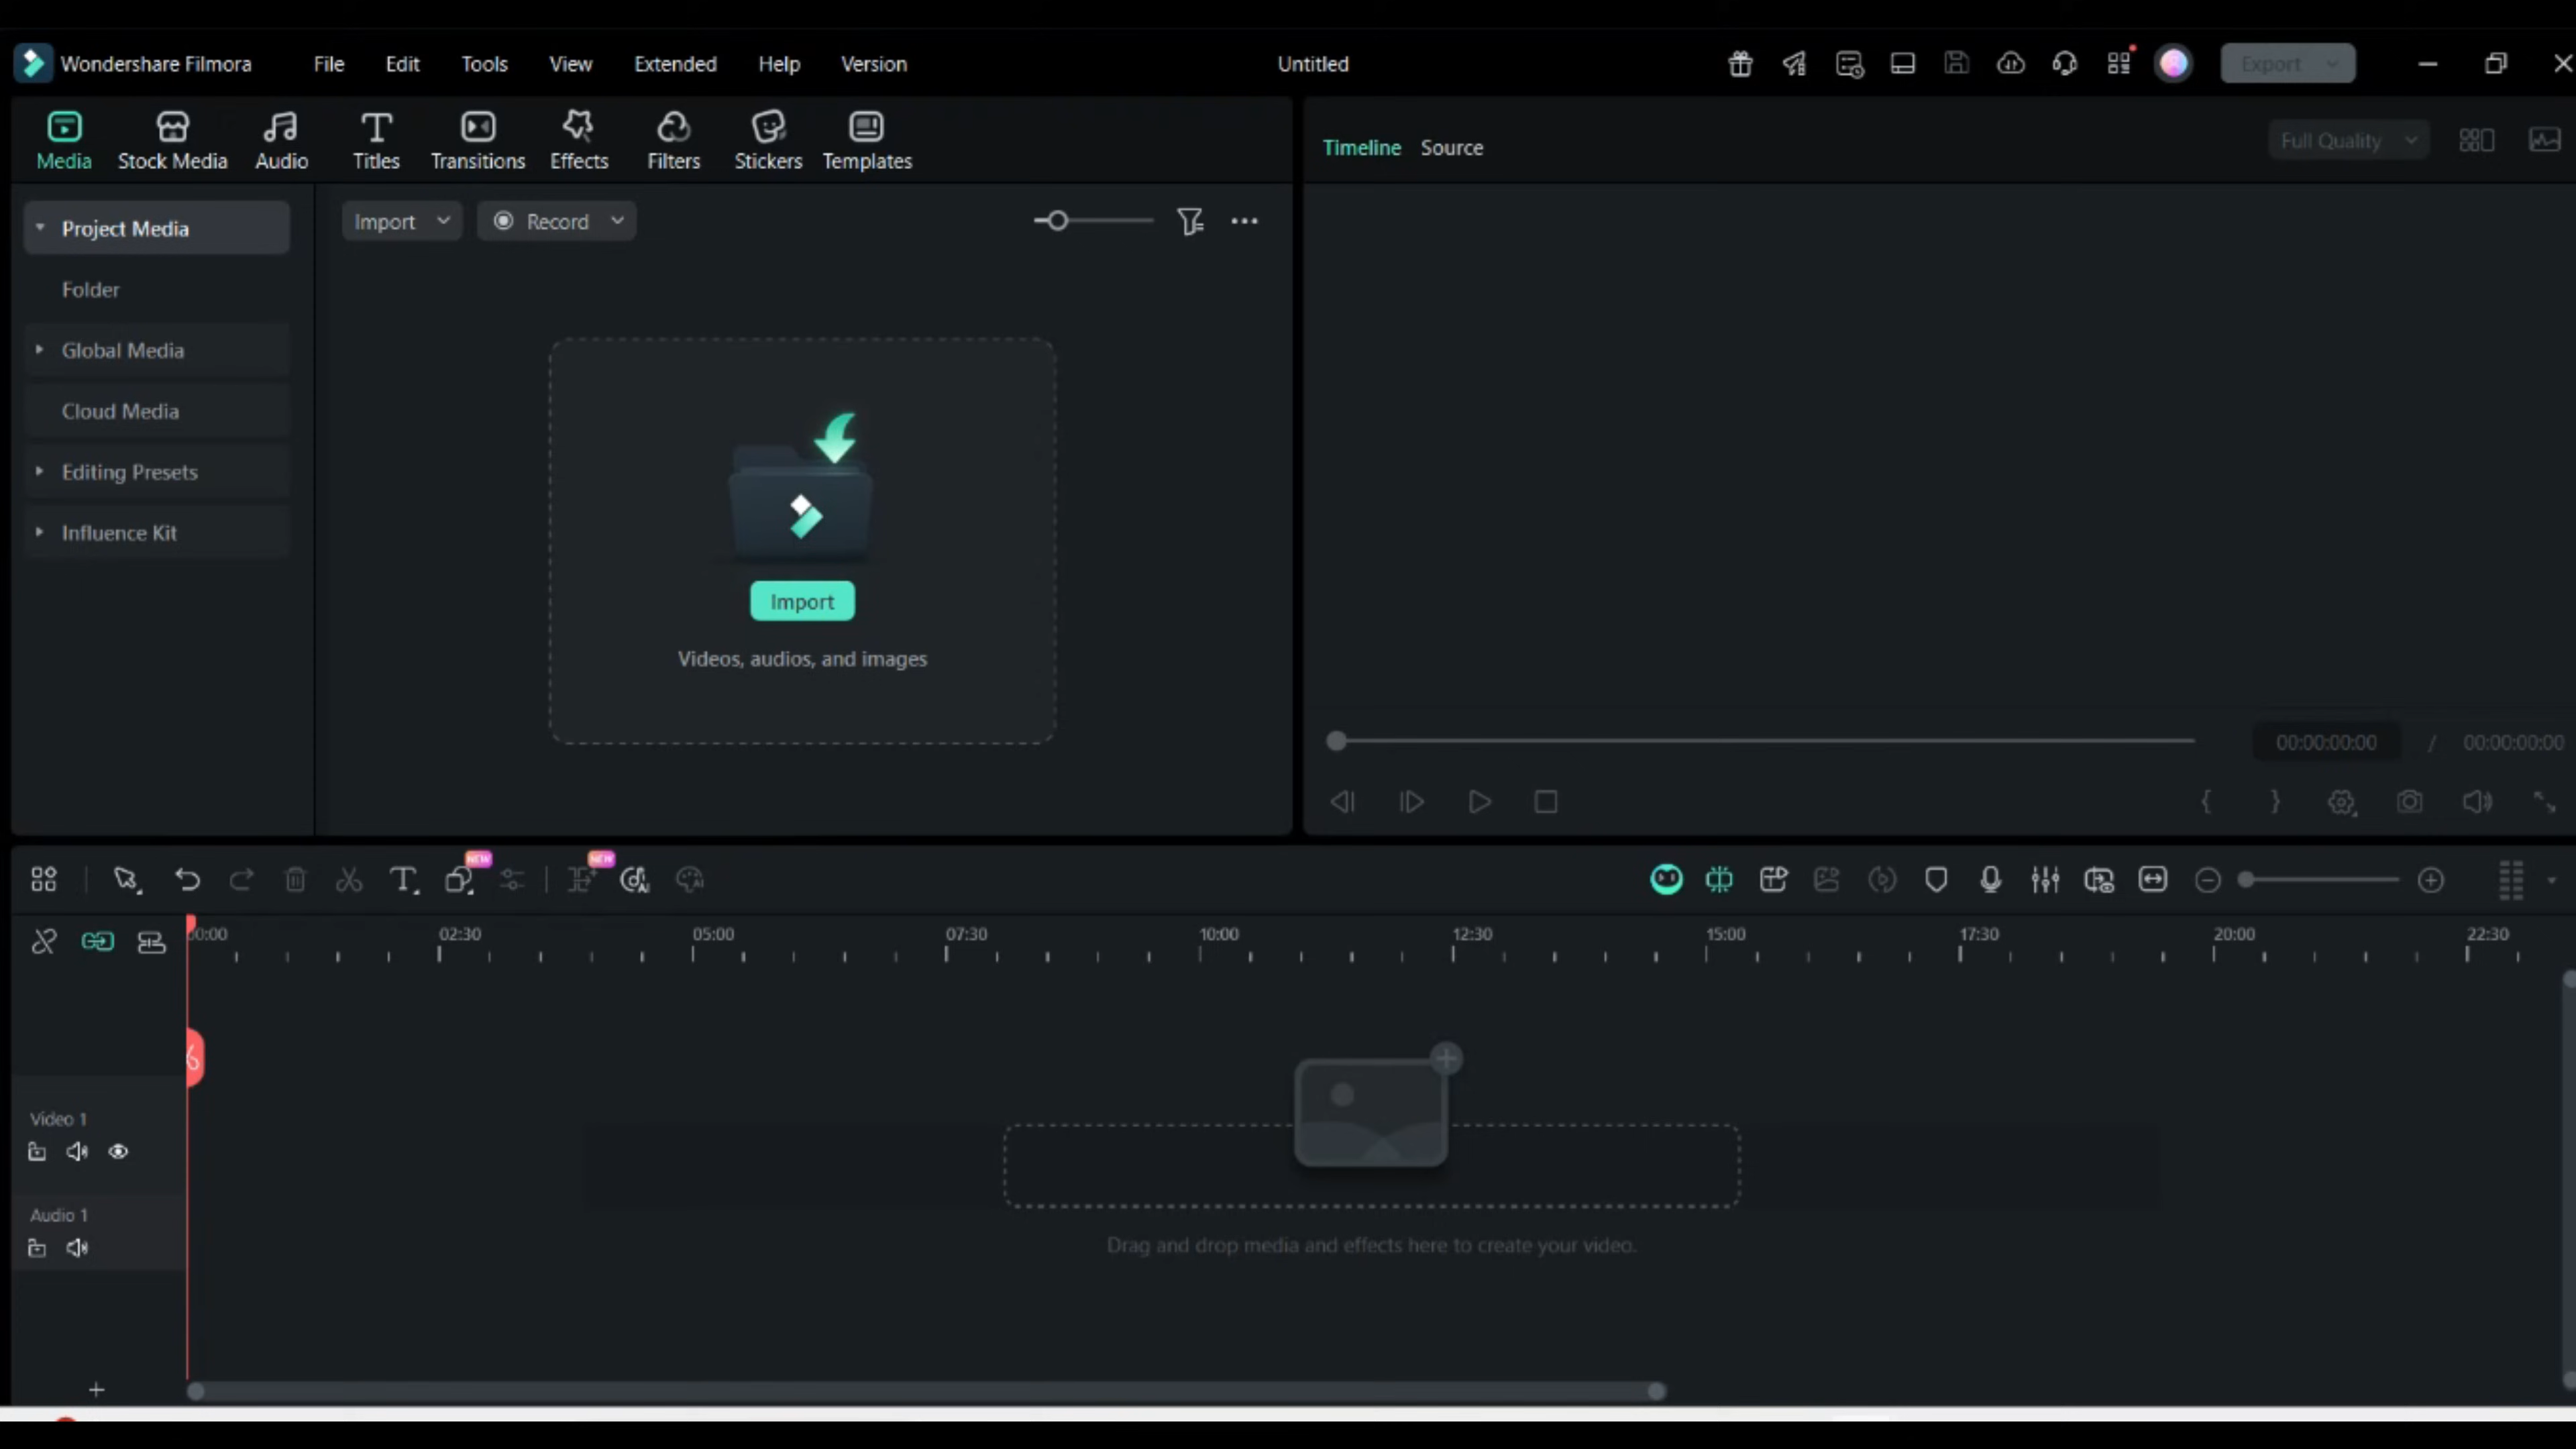 Wondershare Filmora File Edit Tools View Extended Help Version Untitled Export
Media Stock Media Audio Titles Transitions Effects Filters Stickers Templates
Timeline Source Full Quality
Project Media
Import Record
Folder
Global Media
Cloud Media
Editing Presets
Influence Kit
Import
Videos, audios, and images
00:00:00:00 / 00:00:00:00
NEW NEW
AI AI
00:00 02:30 05:00 07:30 10:00 12:30 15:00 17:30 20:00 22:30
Video 1
Audio 1
Drag and drop media and effects here to create your video.